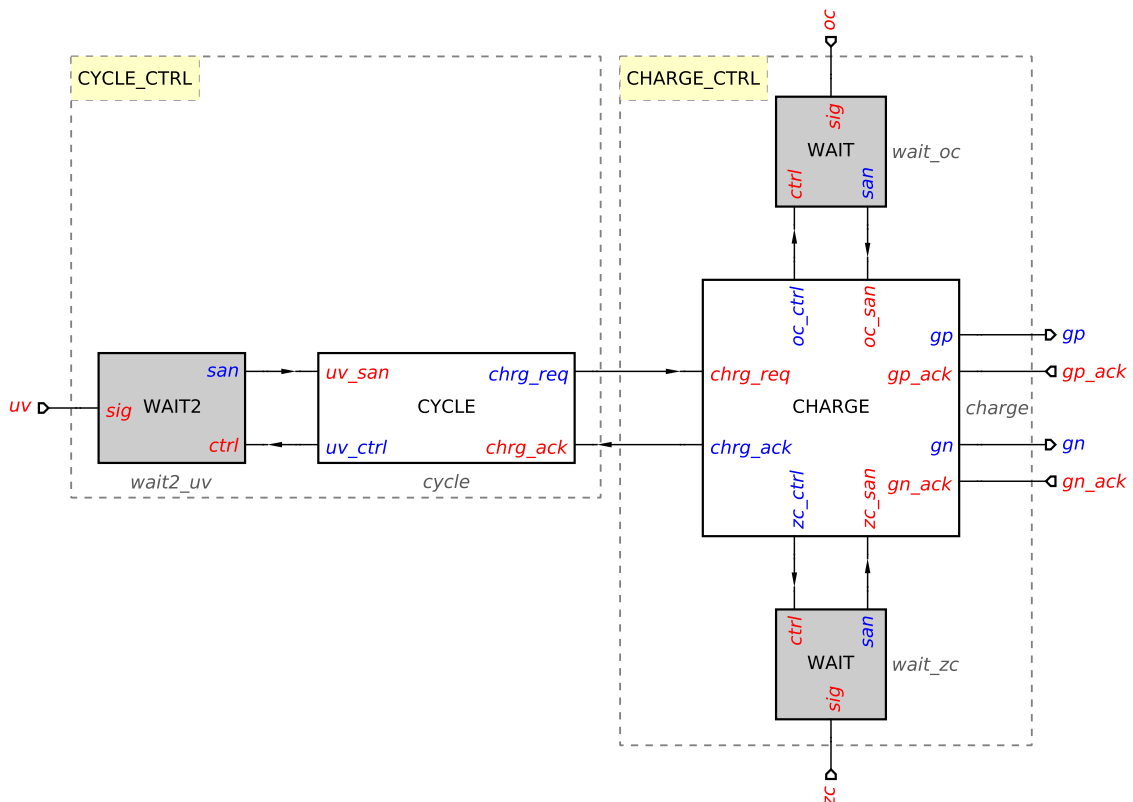 oc
CYCLE_CTRL
CHARGE_CTRL
sig
WAIT
wait_oc
ctrl
san
oc_ctrl
oc_san
gp
gp
san
uv_san
chrg_req
chrg_req
gp_ack
gp_ack
uv
sig
WAIT2
CYCLE
CHARGE
charge
ctrl
uv_ctrl
chrg_ack
chrg_ack
gn
gn
wait2_uv
cycle
zc_ctrl
zc_san
gn_ack
gn_ack
ctrl
san
WAIT
wait_zc
sig
zc